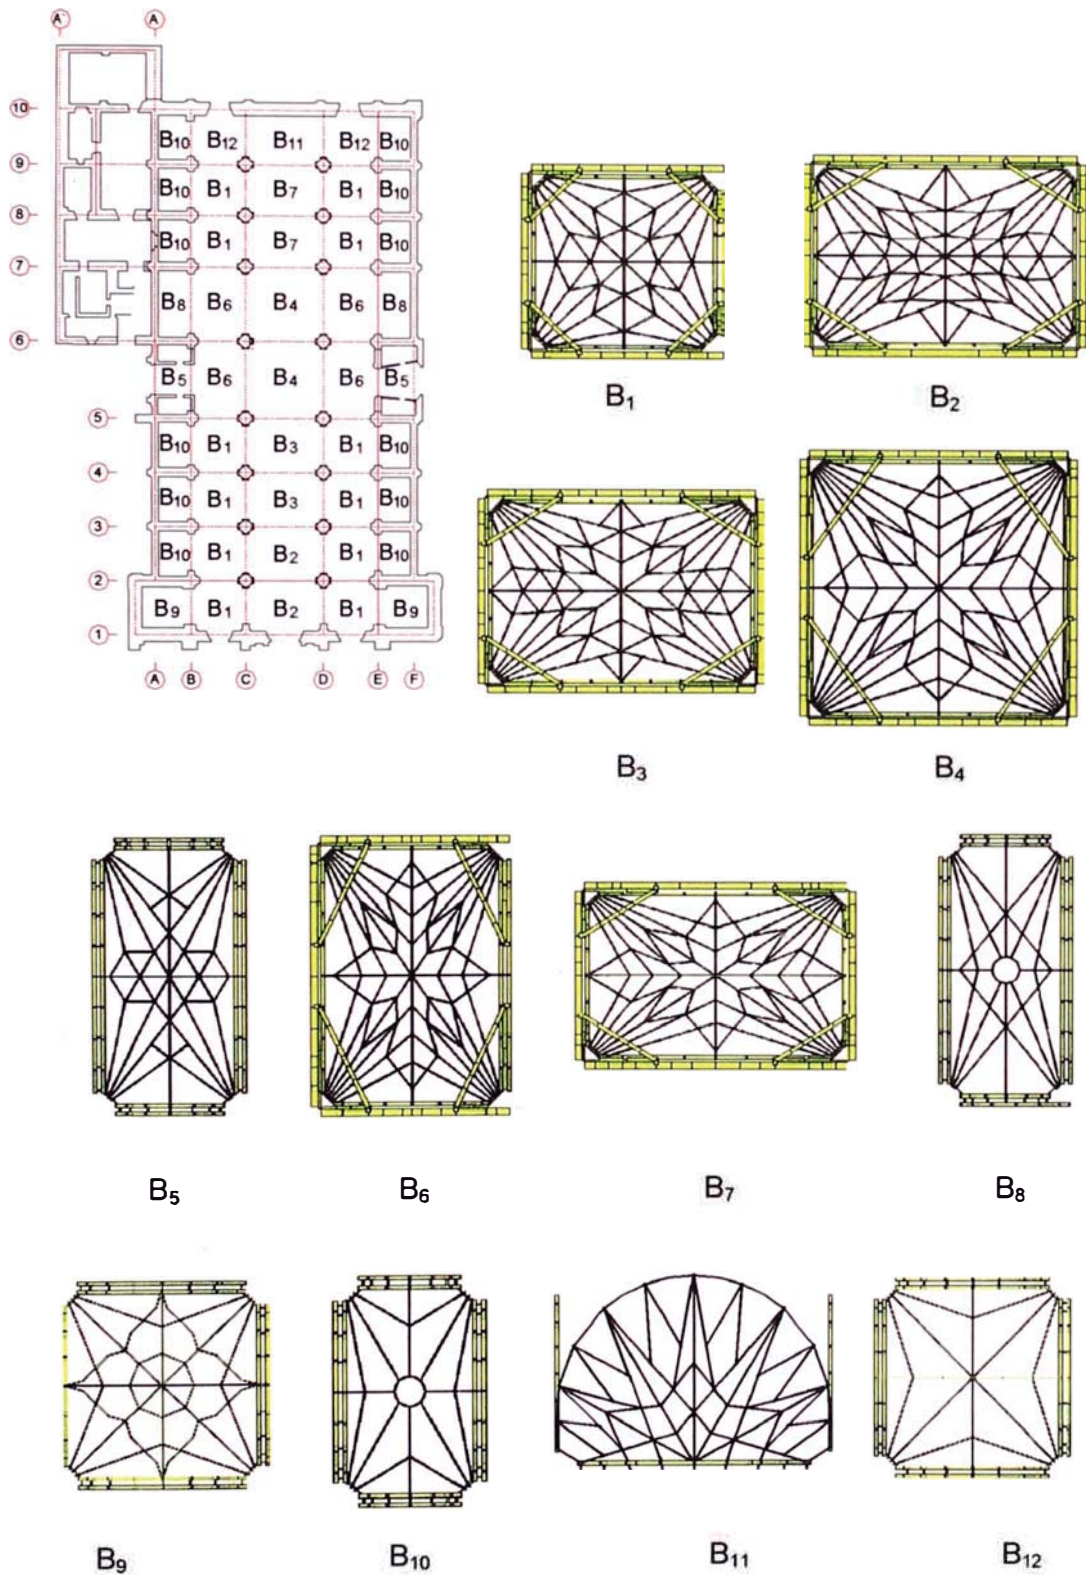 A' A
10 B10 B12 B11 B12 B10
9
B10 B1 B7 B1 B10
8
B10 B1 B7 B1 B10
7
B8 B6 B4 B6 B8
6
B5 B6 B4 B6 B5
5
B10 B1 B3 B1 B10
4
B10 B1 B3 B1 B10
3
B10 B1 B2 B1 B10
2
B9 B1 B2 B1 B9
1
A B C D E F
B1 B2
B3 B4
B5 B6 B7 B8
B9 B10 B11 B12